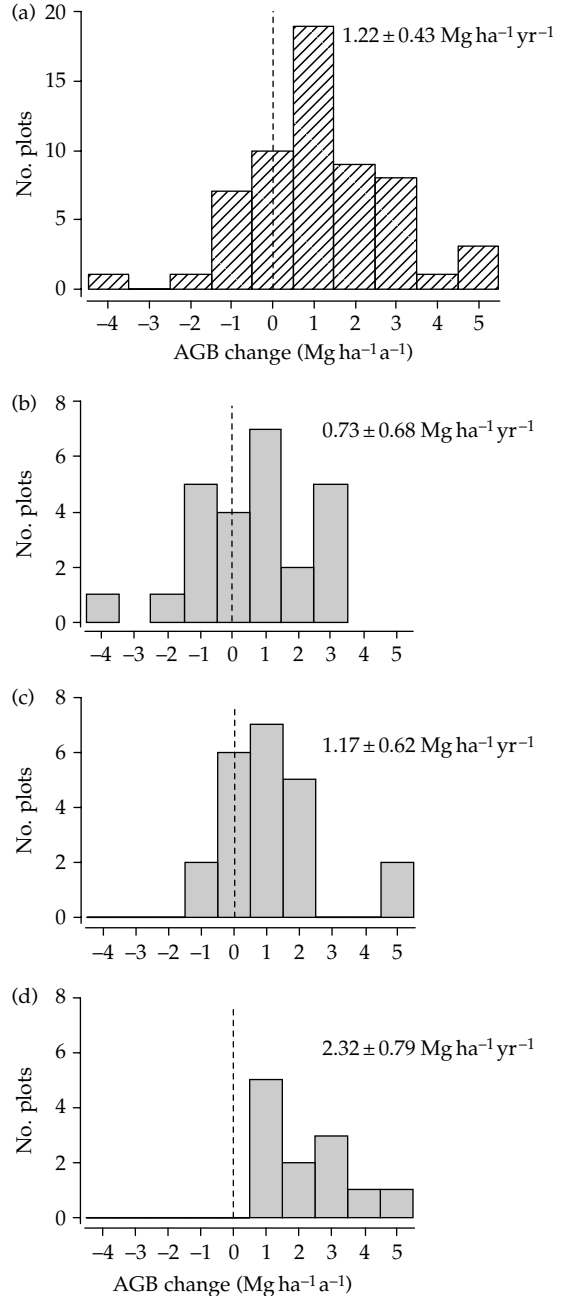 (a)
20
15
10
5
0
No. plots
1.22 ± 0.43 Mg ha⁻¹ yr⁻¹
−4 −3 −2 −1 0 1 2 3 4 5
AGB change (Mg ha⁻¹ a⁻¹)
(b)
8
6
4
2
0
No. plots
0.73 ± 0.68 Mg ha⁻¹ yr⁻¹
−4 −3 −2 −1 0 1 2 3 4 5
(c)
8
6
4
2
0
No. plots
1.17 ± 0.62 Mg ha⁻¹ yr⁻¹
−4 −3 −2 −1 0 1 2 3 4 5
(d)
8
6
4
2
0
No. plots
2.32 ± 0.79 Mg ha⁻¹ yr⁻¹
−4 −3 −2 −1 0 1 2 3 4 5
AGB change (Mg ha⁻¹ a⁻¹)